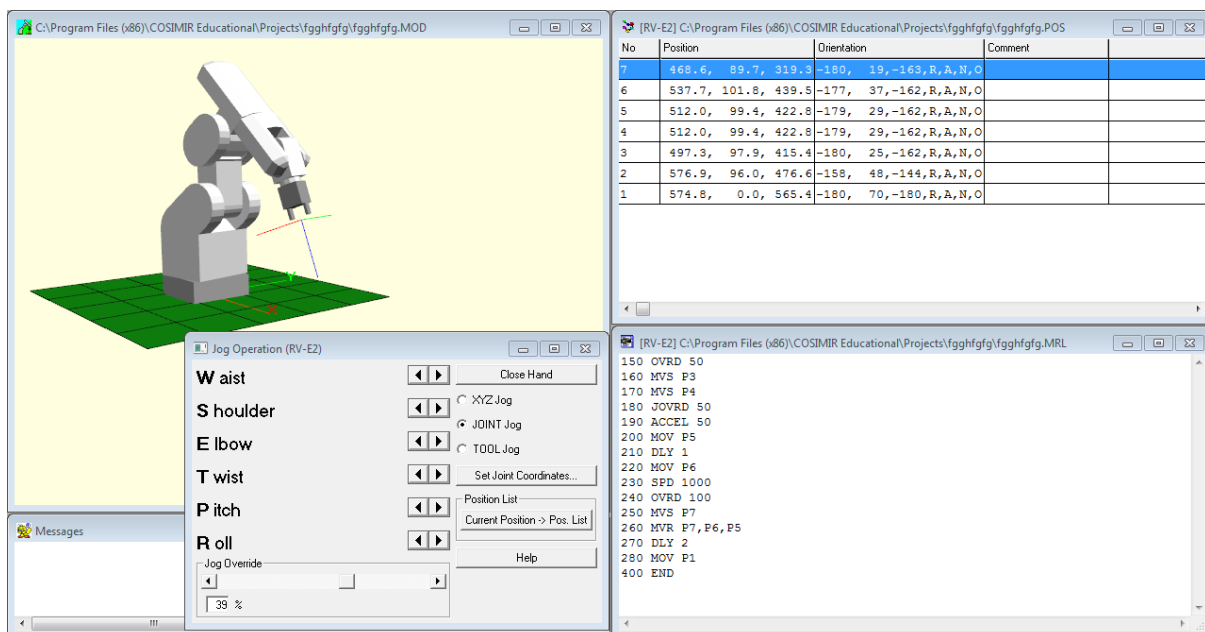 C:\Program Files (x86)\COSIMIR Educational\Projects\fgghfgfg\fgghfgfg.MOD
X
Y
[RV-E2] C:\Program Files (x86)\COSIMIR Educational\Projects\fgghfgfg\fgghfgfg.POS
No Position Orientation Comment
7 468.6, 89.7, 319.3 -180, 19,-163,R,A,N,O
6 537.7, 101.8, 439.5 -177, 37,-162,R,A,N,O
5 512.0, 99.4, 422.8 -179, 29,-162,R,A,N,O
4 512.0, 99.4, 422.8 -179, 29,-162,R,A,N,O
3 497.3, 97.9, 415.4 -180, 25,-162,R,A,N,O
2 576.9, 96.0, 476.6 -158, 48,-144,R,A,N,O
1 574.8, 0.0, 565.4 -180, 70,-180,R,A,N,O
Messages
Jog Operation (RV-E2)
W aist
S houlder
E lbow
T wist
P itch
R oll
Jog Override
39 %
Close Hand
XYZ Jog
JOINT Jog
TOOL Jog
Set Joint Coordinates...
Position List
Current Position -> Pos. List
Help
[RV-E2] C:\Program Files (x86)\COSIMIR Educational\Projects\fgghfgfg\fgghfgfg.MRL
150 OVRD 50
160 MVS P3
170 MVS P4
180 JOVRD 50
190 ACCEL 50
200 MOV P5
210 DLY 1
220 MOV P6
230 SPD 1000
240 OVRD 100
250 MVS P7
260 MVR P7,P6,P5
270 DLY 2
280 MOV P1
400 END